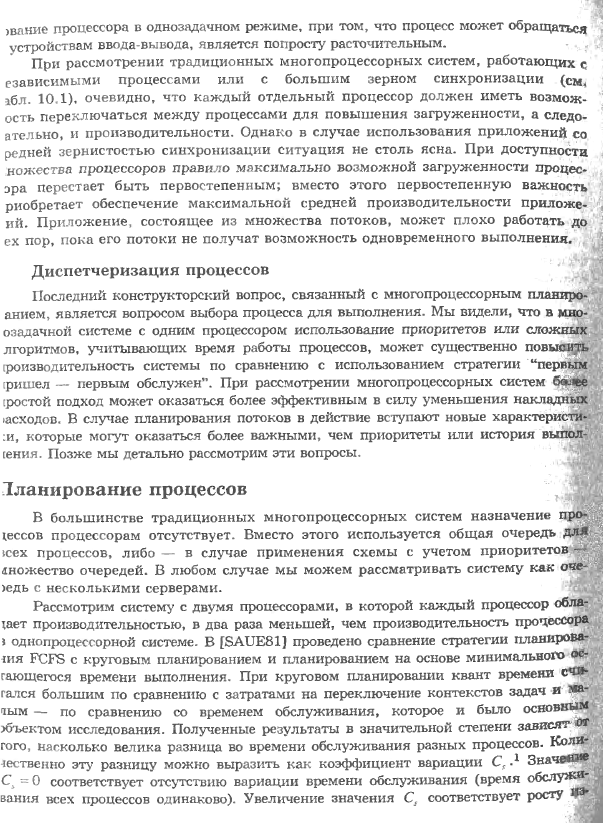 ование процессора в однозадачном режиме, при том, что процесс может обращаться
устройствам ввода-вывода, является попросту расточительным.
При рассмотрении традиционных многопроцессорных систем, работающих с
езависимыми процессами или с большим зерном синхронизации (см.
абл. 10.1), очевидно, что каждый отдельный процессор должен иметь возмож-
ость переключаться между процессами для повышения загруженности, а следо-
ательно, и производительности. Однако в случае использования приложений со
редней зернистостью синхронизации ситуация не столь ясна. При доступности
множества процессоров правило максимально возможной загруженности процес-
ора перестает быть первостепенным; вместо этого первостепенную важность
риобретает обеспечение максимальной средней производительности приложе-
ий. Приложение, состоящее из множества потоков, может плохо работать до
ех пор, пока его потоки не получат возможность одновременного выполнения.
Диспетчеризация процессов
Последний конструкторский вопрос, связанный с многопроцессорным планиро-
анием, является вопросом выбора процесса для выполнения. Мы видели, что в мно-
озадачной системе с одним процессором использование приоритетов или сложных
лгоритмов, учитывающих время работы процессов, может существенно повысить
производительность системы по сравнению с использованием стратегии "первым
пришел — первым обслужен". При рассмотрении многопроцессорных систем более
простой подход может оказаться более эффективным в силу уменьшения накладных
расходов. В случае планирования потоков в действие вступают новые характеристи-
ки, которые могут оказаться более важными, чем приоритеты или история выпол-
нения. Позже мы детально рассмотрим эти вопросы.
Планирование процессов
В большинстве традиционных многопроцессорных систем назначение про-
цессов процессорам отсутствует. Вместо этого используется общая очередь для
всех процессов, либо — в случае применения схемы с учетом приоритетов —
множество очередей. В любом случае мы можем рассматривать систему как оче-
редь с несколькими серверами.
Рассмотрим систему с двумя процессорами, в которой каждый процессор обла-
дает производительностью, в два раза меньшей, чем производительность процессора
в однопроцессорной системе. В [SAUE81] проведено сравнение стратегии планирова-
ния FCFS с круговым планированием и планированием на основе минимального ос-
тающегося времени выполнения. При круговом планировании квант времени счи-
тался большим по сравнению с затратами на переключение контекстов задач и ма-
лым — по сравнению со временем обслуживания, которое и было основным
объектом исследования. Полученные результаты в значительной степени зависят от
того, насколько велика разница во времени обслуживания разных процессов. Коли-
чественно эту разницу можно выразить как коэффициент вариации Cₛ.¹ Значение
Cₛ = 0 соответствует отсутствию вариации времени обслуживания (время обслужи-
вания всех процессов одинаково). Увеличение значения Cₛ соответствует росту из-